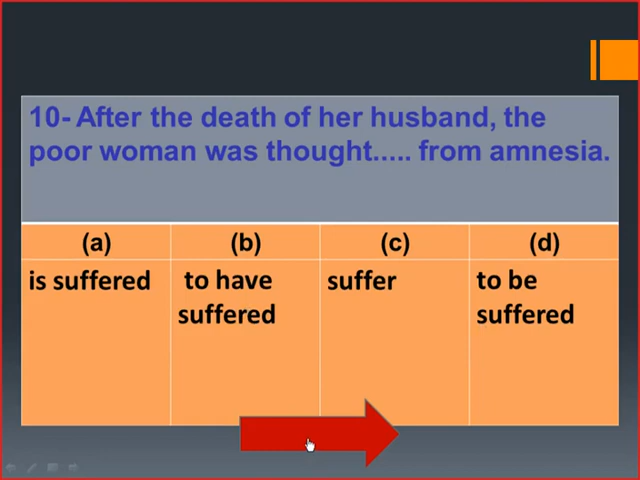 10- After the death of her husband, the
poor woman was thought..... from amnesia.
(a) (b) (c) (d)
is suffered to have suffer to be
suffered suffered